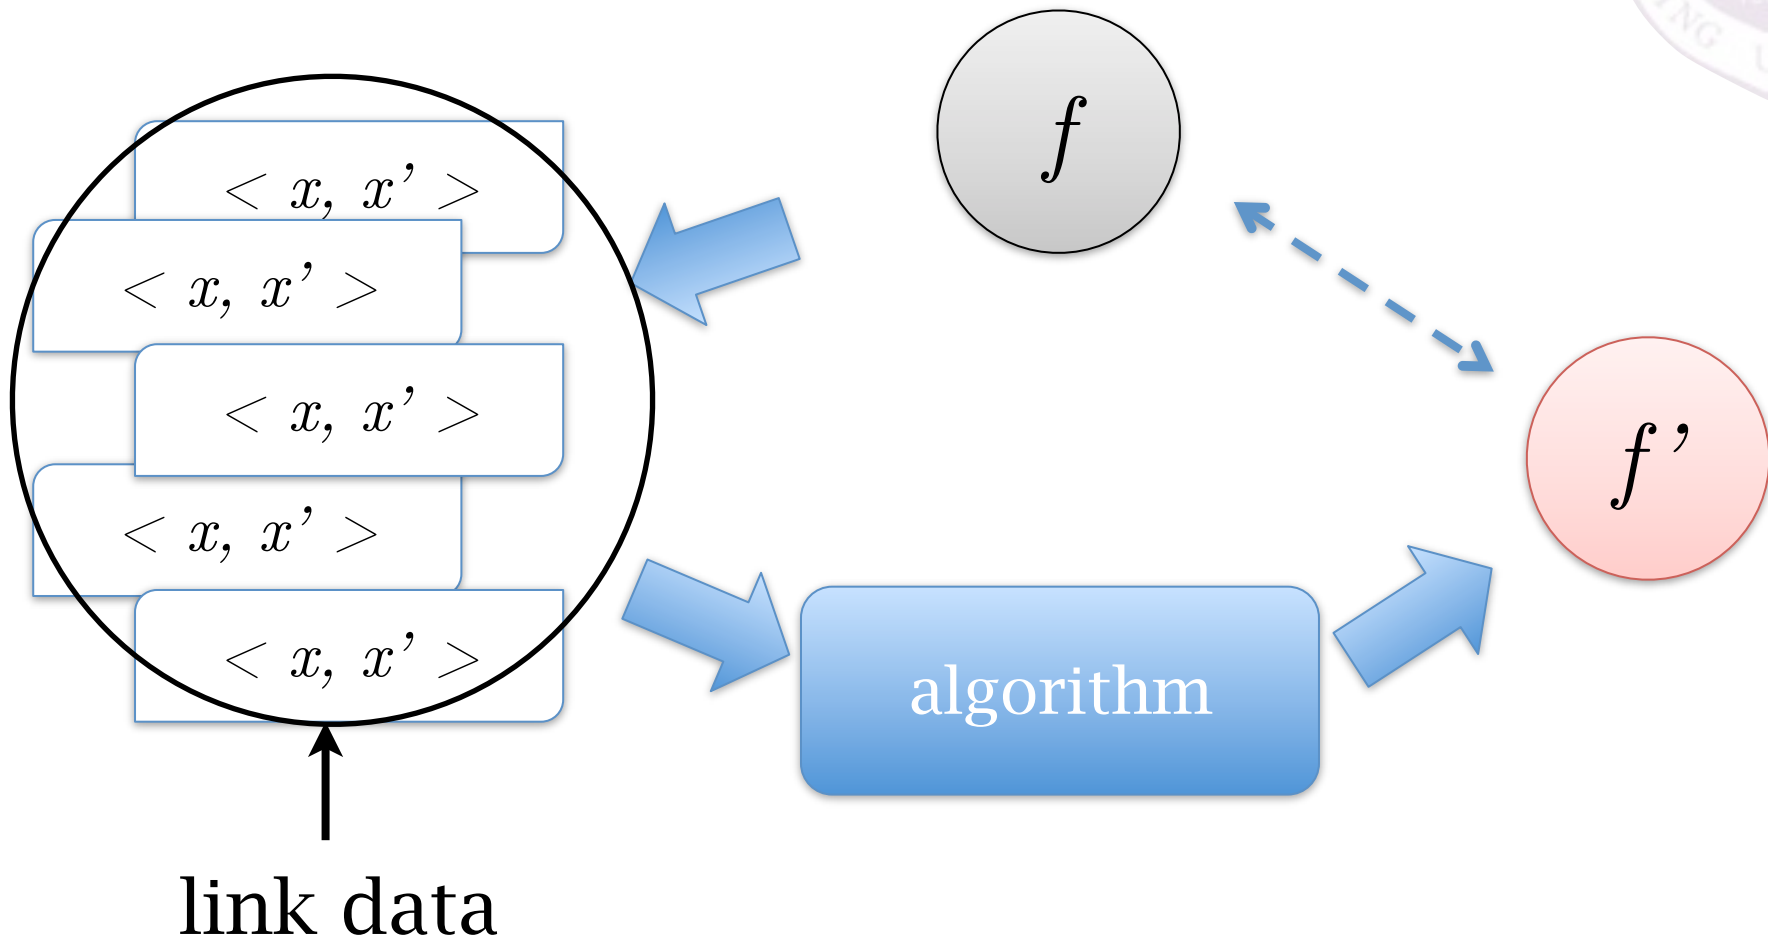 f
< x, x' >
< x, x' >
< x, x' >
f'
< x, x' >
< x, x' >
algorithm
link data